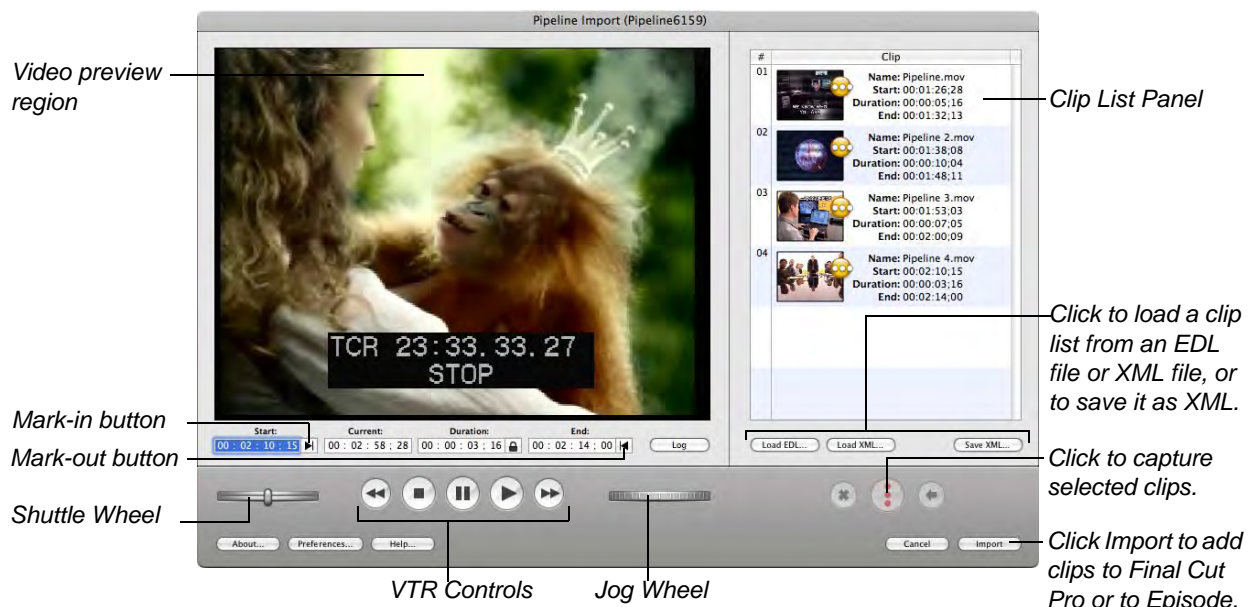 Pipeline Import (Pipeline6159)
Video preview
region
TCR 23:33.33.27
STOP
# Clip
01
Name: Pipeline.mov
Start: 00:01:26;28
Duration: 00:00:05;16
End: 00:01:32;13
02
Name: Pipeline 2.mov
Start: 00:01:38;08
Duration: 00:00:10;04
End: 00:01:48;11
03
Name: Pipeline 3.mov
Start: 00:01:53;03
Duration: 00:00:07;05
End: 00:02:00;09
04
Name: Pipeline 4.mov
Start: 00:02:10;15
Duration: 00:00:03;16
End: 00:02:14;00
Clip List Panel
Click to load a clip
list from an EDL
file or XML file, or
to save it as XML.
Mark-in button
Mark-out button
Start: Current: Duration: End:
00 : 02 : 10 ; 15 00 : 02 : 58 ; 28 00 : 00 : 03 ; 16 00 : 02 : 14 ; 00 Log
Load EDL... Load XML... Save XML...
Click to capture
selected clips.
Shuttle Wheel
About... Preferences... Help...
Cancel Import
VTR Controls
Jog Wheel
Click Import to add
clips to Final Cut
Pro or to Episode.